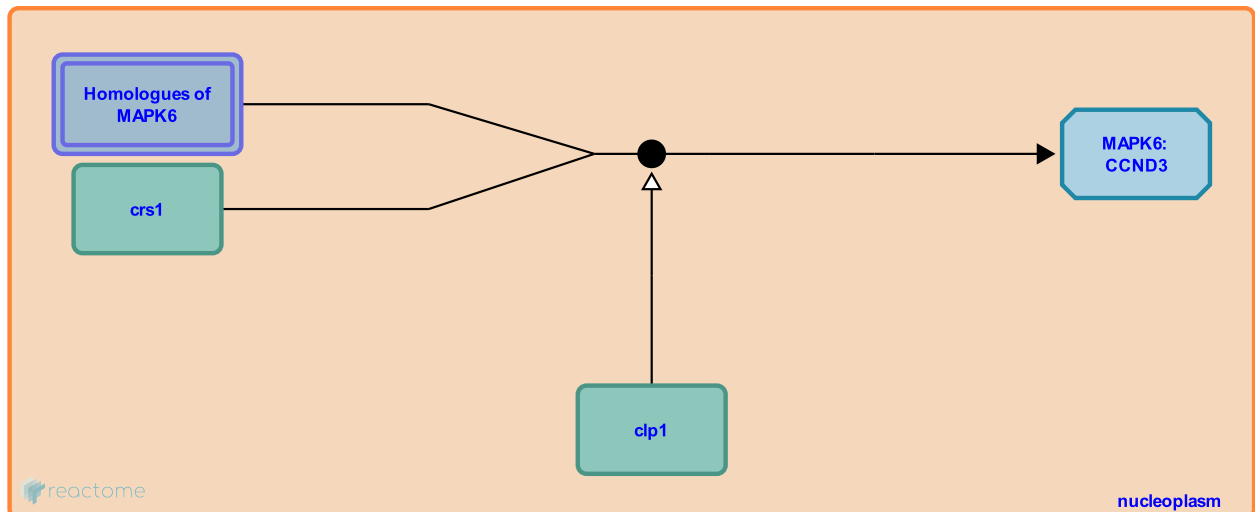 Homologues of
MAPK6
crs1
MAPK6:
CCND3
clp1
reactome
nucleoplasm